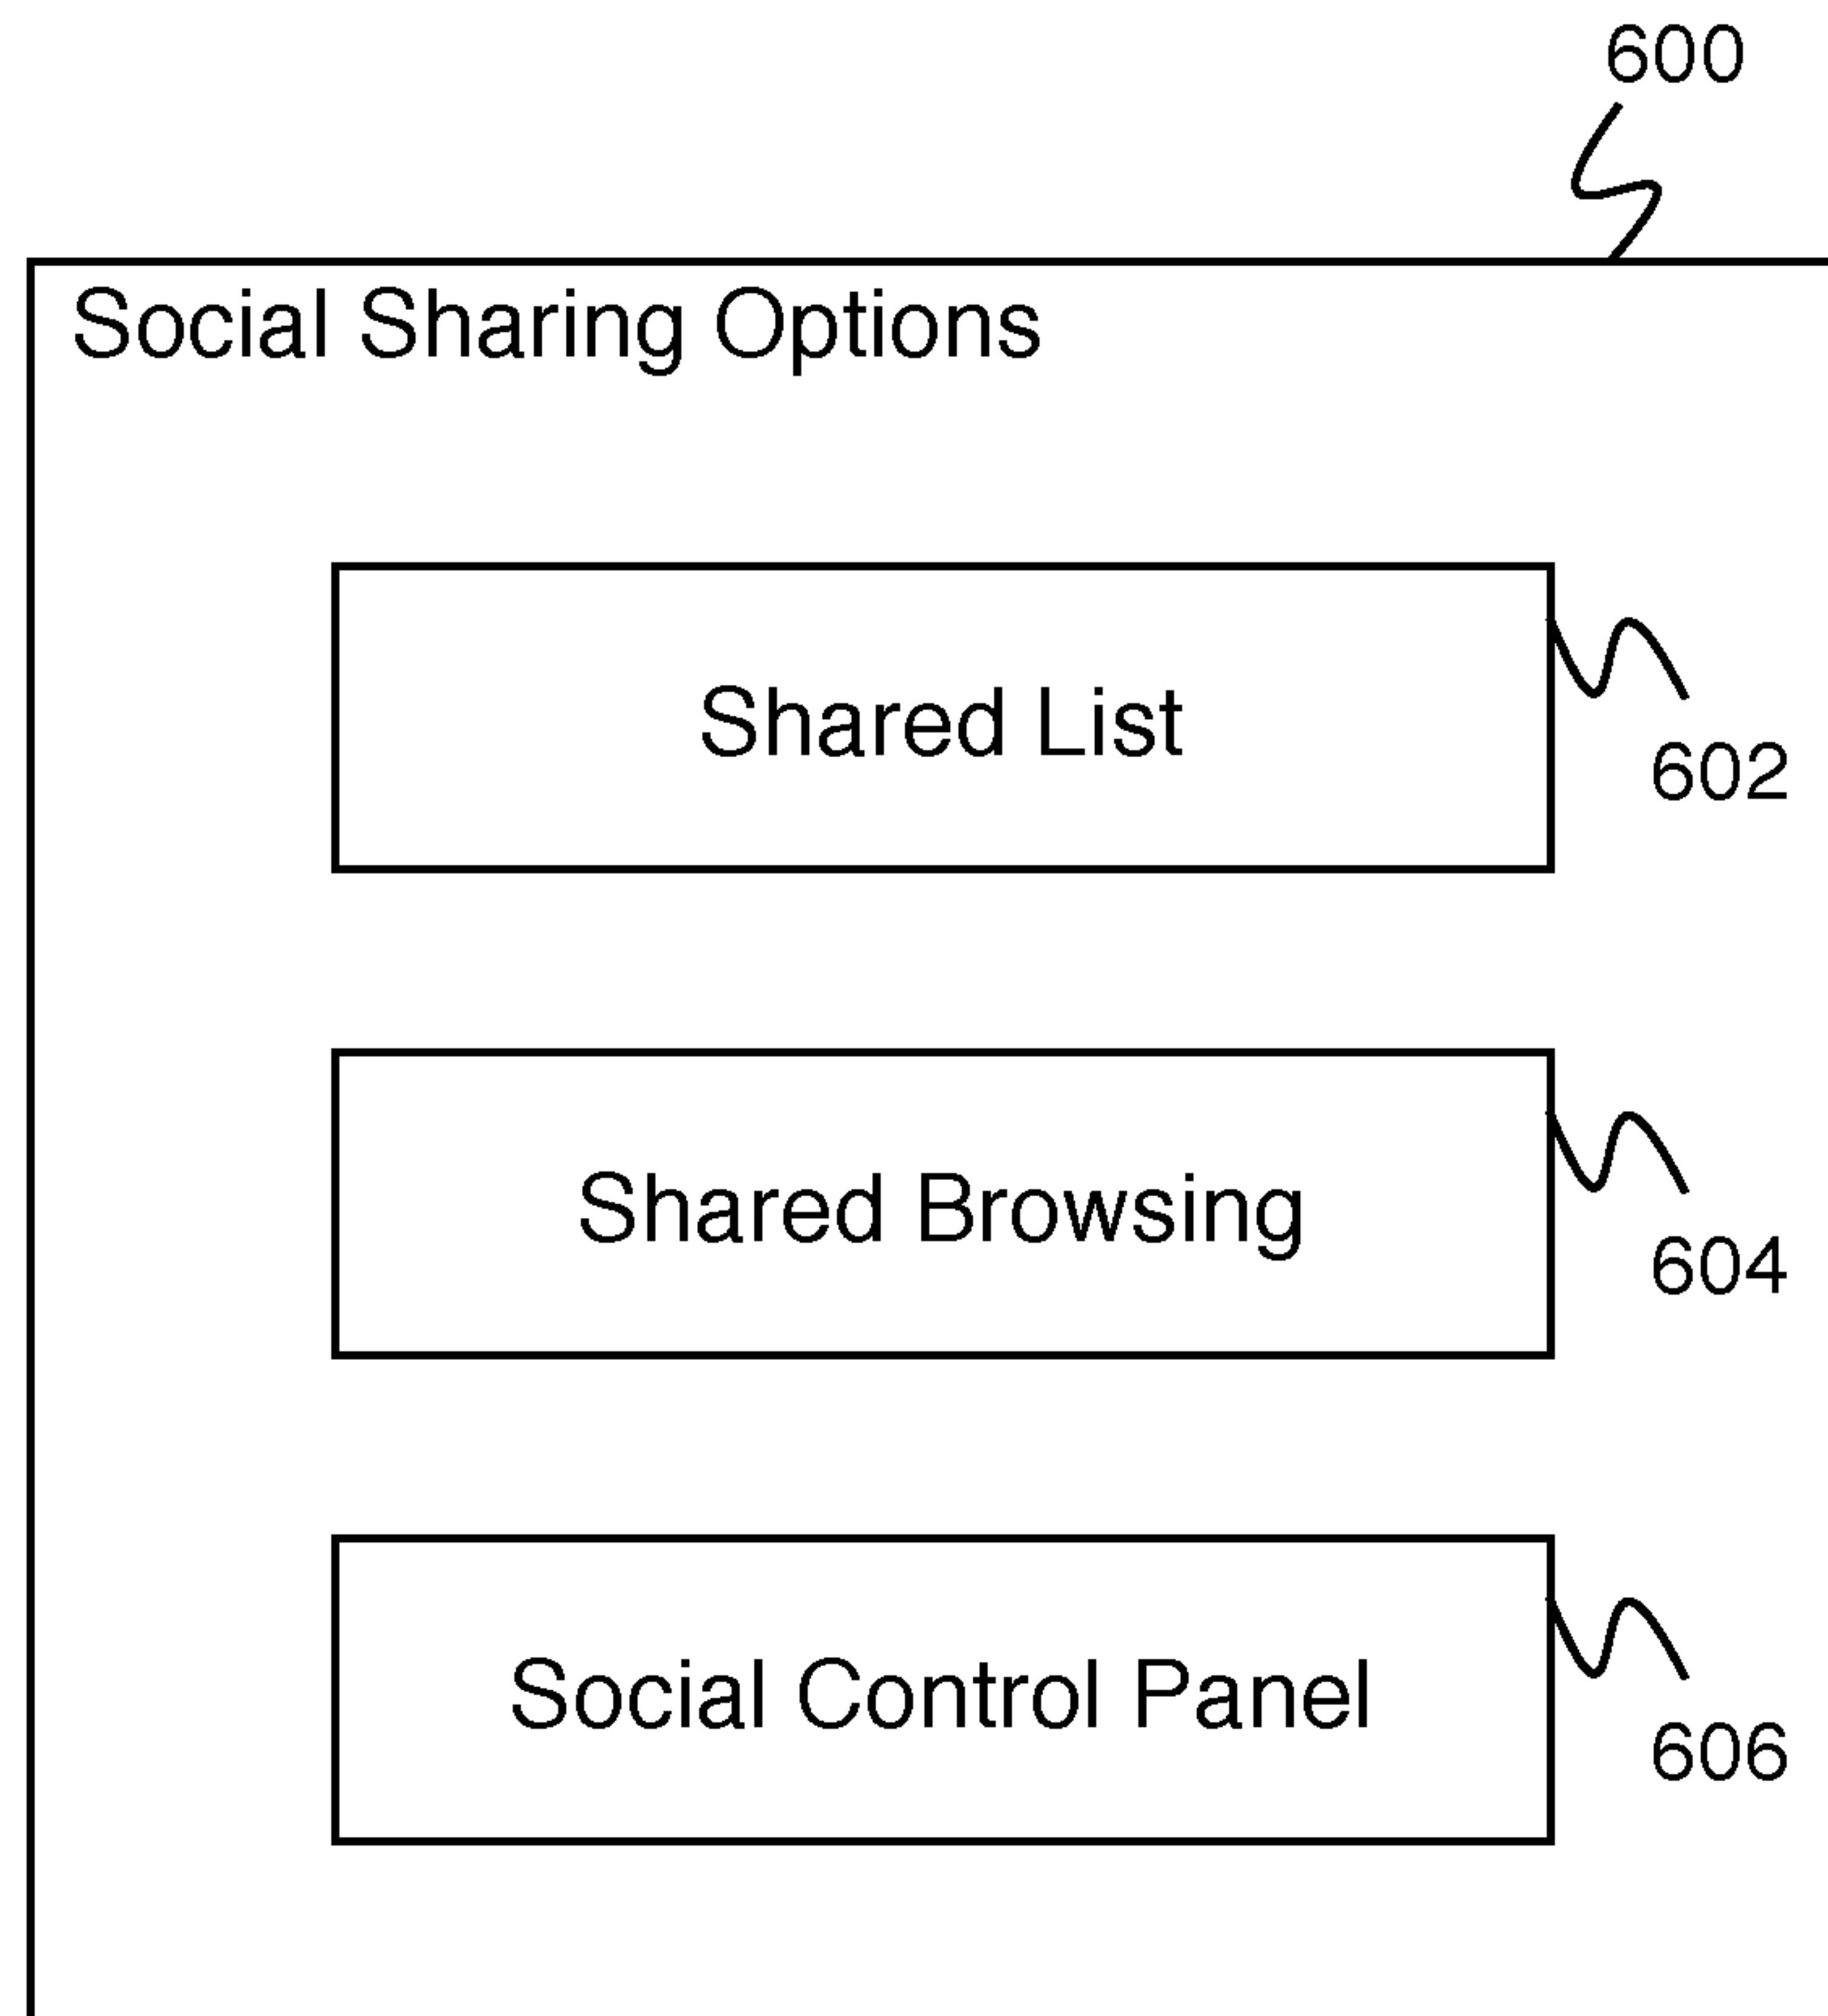 600
Social Sharing Options
Shared List
602
Shared Browsing
604
Social Control Panel
606